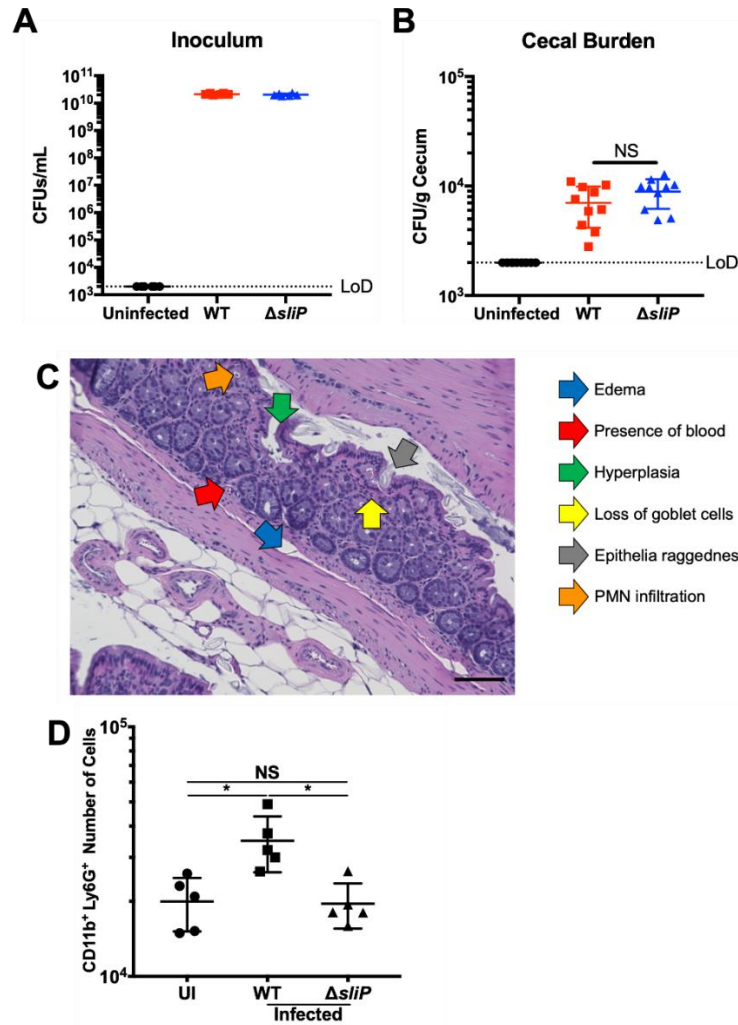 A
Inoculum
CFUs/mL
10¹¹
10¹⁰
10⁹
10⁸
10⁷
10⁶
10⁵
10⁴
10³
LoD
Uninfected WT ΔsliP
B
Cecal Burden
CFU/g Cecum
10⁵
10⁴
10³
NS
LoD
Uninfected WT ΔsliP
C
Edema
Presence of blood
Hyperplasia
Loss of goblet cells
Epithelia raggednes
PMN infiltration
D
CD11b⁺ Ly6G⁺ Number of Cells
10⁵
10⁴
NS
* *
UI WT ΔsliP
Infected